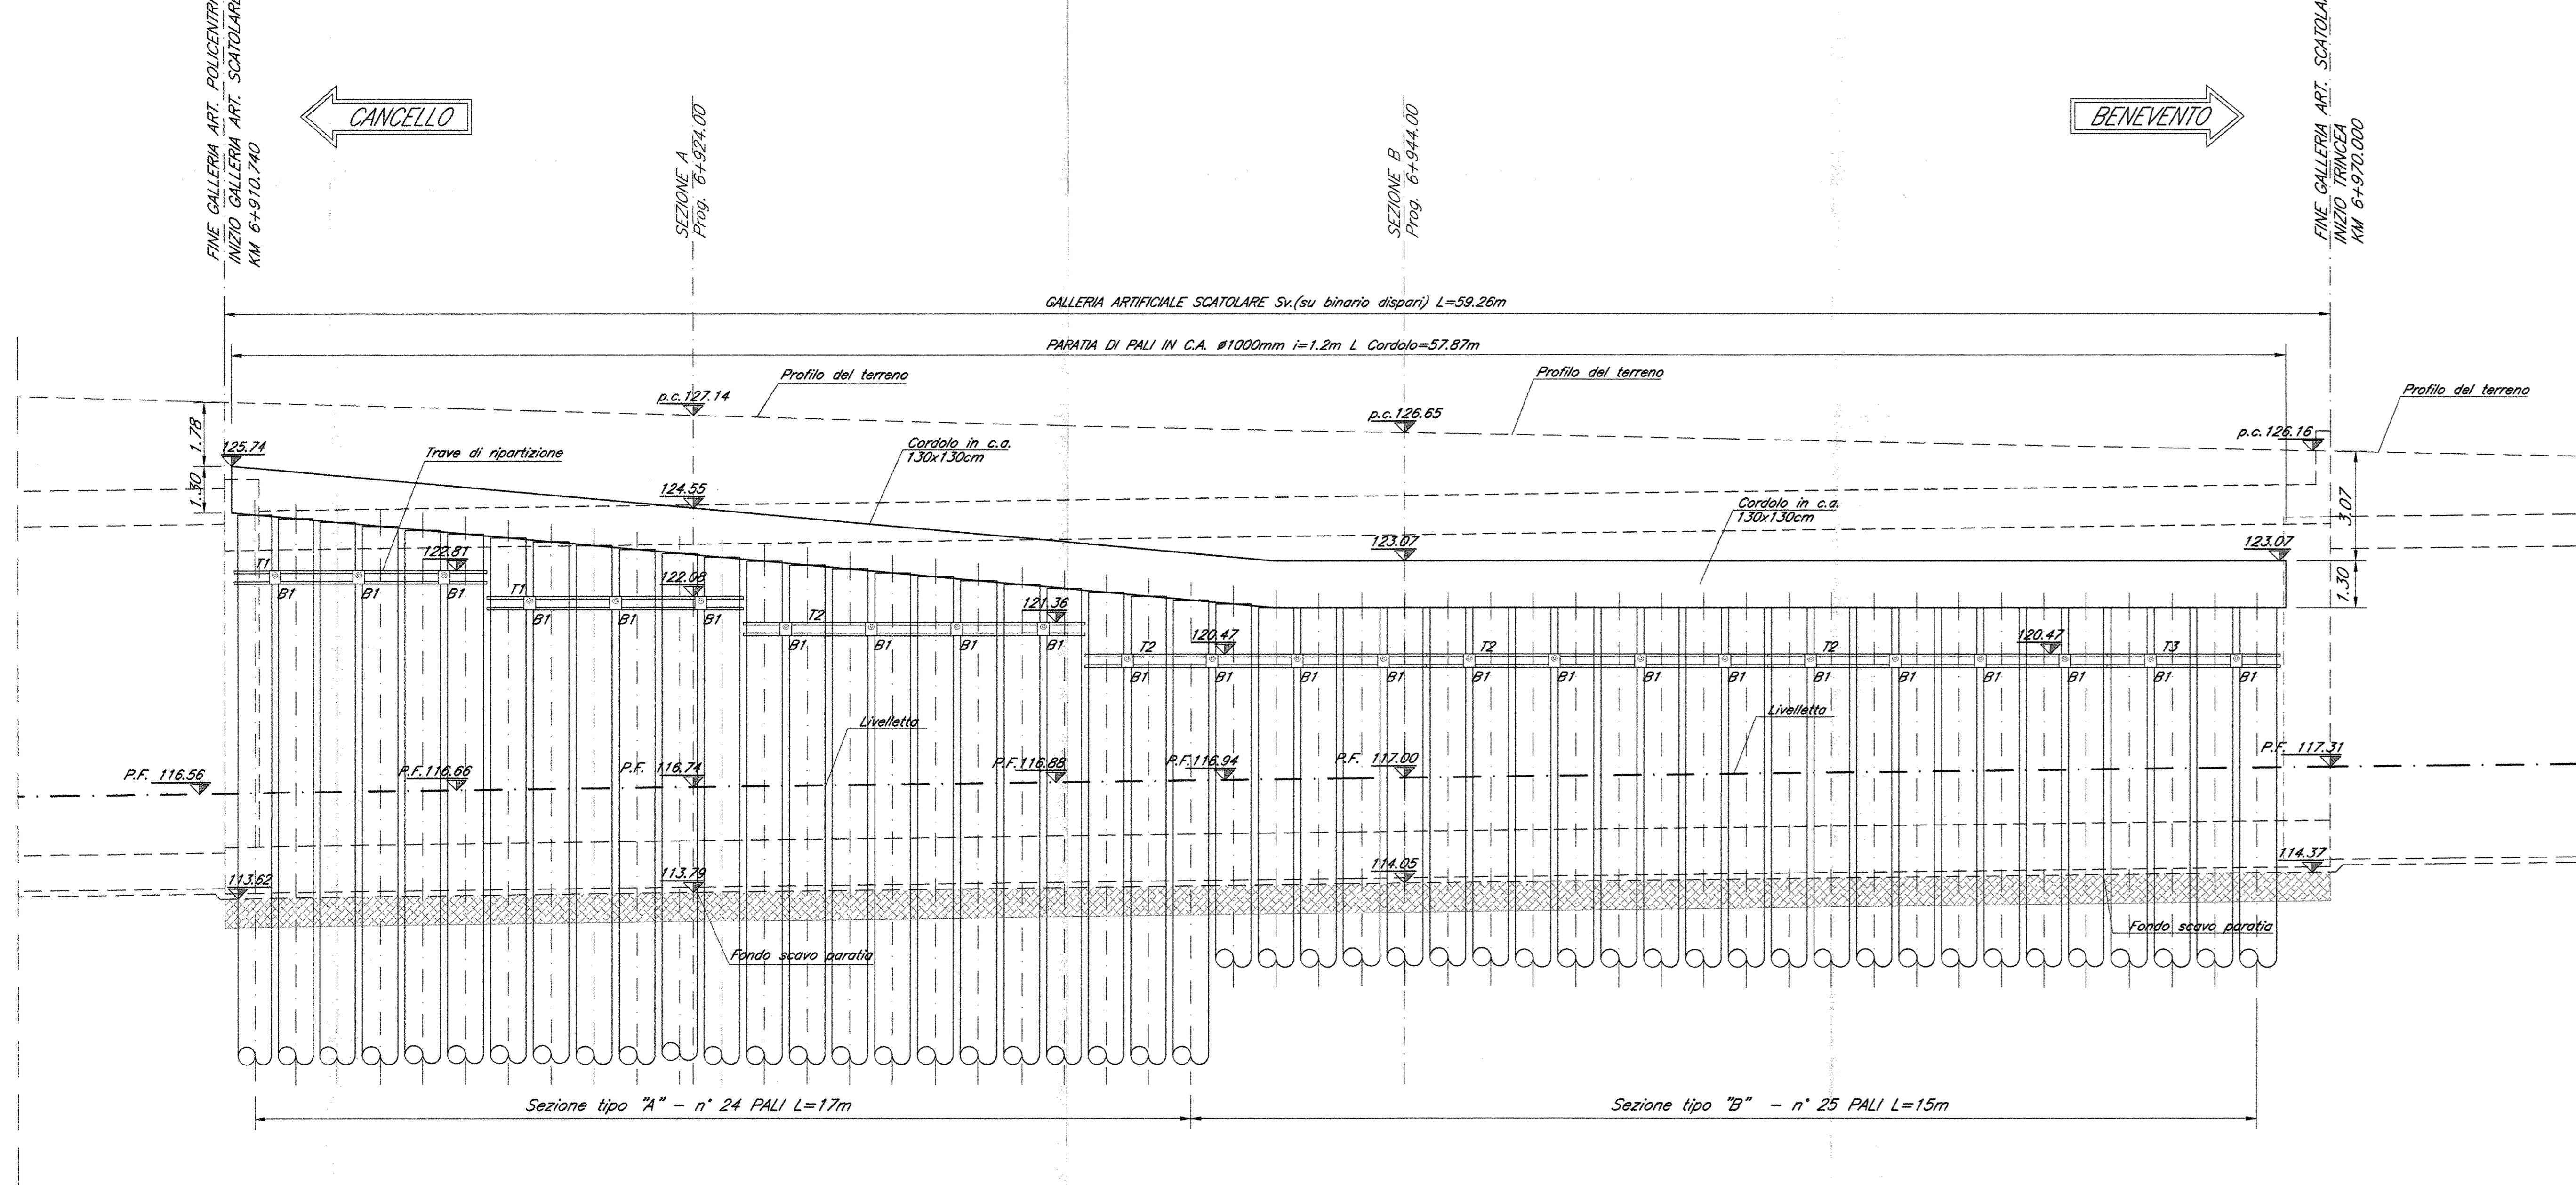 FINE GALLERIA ART. POLICENTRI
INIZIO GALLERIA ART. SCATOLARE
KM 6+910.740
CANCELLO
SEZIONE A
Prog. 6+924.00
SEZIONE B
Prog. 6+944.00
BENEVENTO
FINE GALLERIA ART. SCATOLA
INIZIO TRINCEA
KM 6+970.000
GALLERIA ARTIFICIALE SCATOLARE Sv.(su binario dispari) L=59.26m
PARATIA DI PALI IN C.A. ø1000mm i=1.2m L Cordolo=57.87m
Profilo del terreno
Profilo del terreno
Profilo del terreno
p.c.127.14
p.c.126.65
p.c.126.16
1.78
125.74
1.30
Trave di ripartizione
Cordolo in c.a.
130x130cm
124.55
Cordolo in c.a.
130x130cm
3.07
123.07
123.07
1.30
T1
122.81
B1
B1
B1
T1
122.08
B1
B1
B1
T2
121.36
B1
B1
B1
B1
T2
120.47
T2
T2
120.47
T3
B1
B1
B1
B1
B1
B1
B1
B1
B1
B1
B1
B1
B1
B1
Livelletta
Livelletta
P.F. 116.56
P.F.116.66
P.F. 116.74
P.F.116.88
P.F.116.94
P.F. 117.00
P.F. 117.31
113.62
113.79
114.05
114.37
Fondo scavo paratia
Fondo scavo paratia
Sezione tipo "A" - n° 24 PALI L=17m
Sezione tipo "B" - n° 25 PALI L=15m